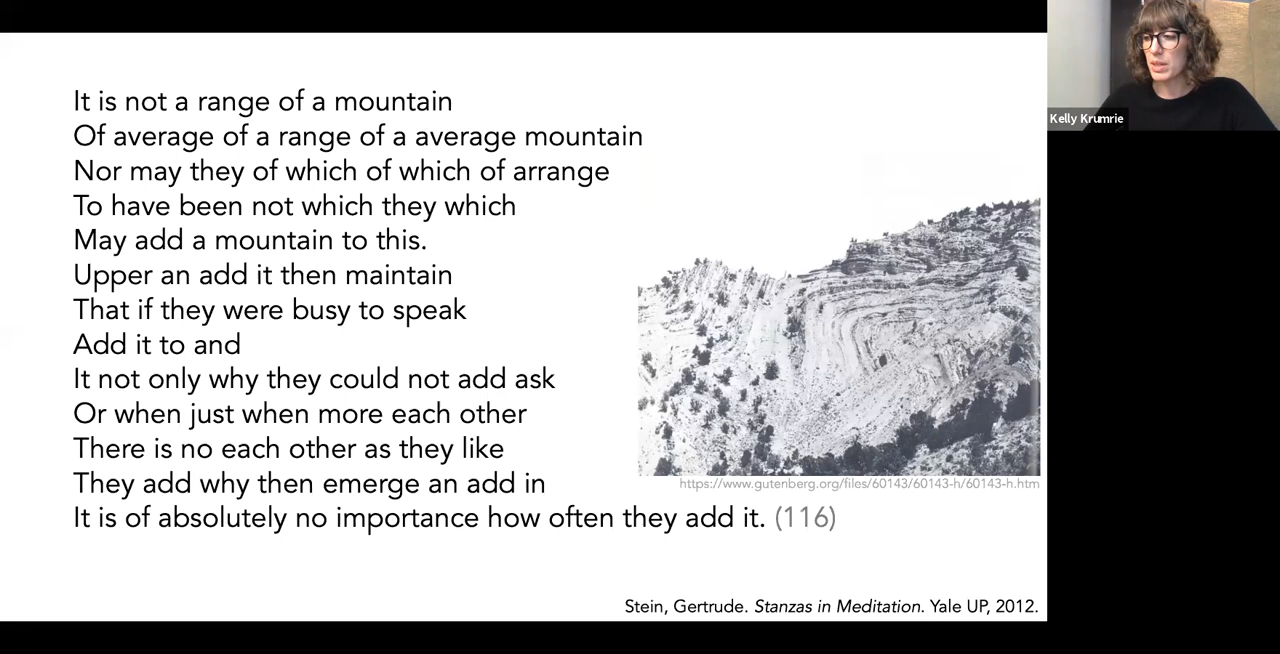 It is not a range of a mountain
Of average of a range of a average mountain
Nor may they of which of which of arrange
To have been not which they which
May add a mountain to this.
Upper an add it then maintain
That if they were busy to speak
Add it to and
It not only why they could not add ask
Or when just when more each other
There is no each other as they like
They add why then emerge an add in
It is of absolutely no importance how often they add it. (116)
https://www.gutenberg.org/files/60143/60143-h/60143-h.htm
Stein, Gertrude. Stanzas in Meditation. Yale UP, 2012.
Kelly Krumrie